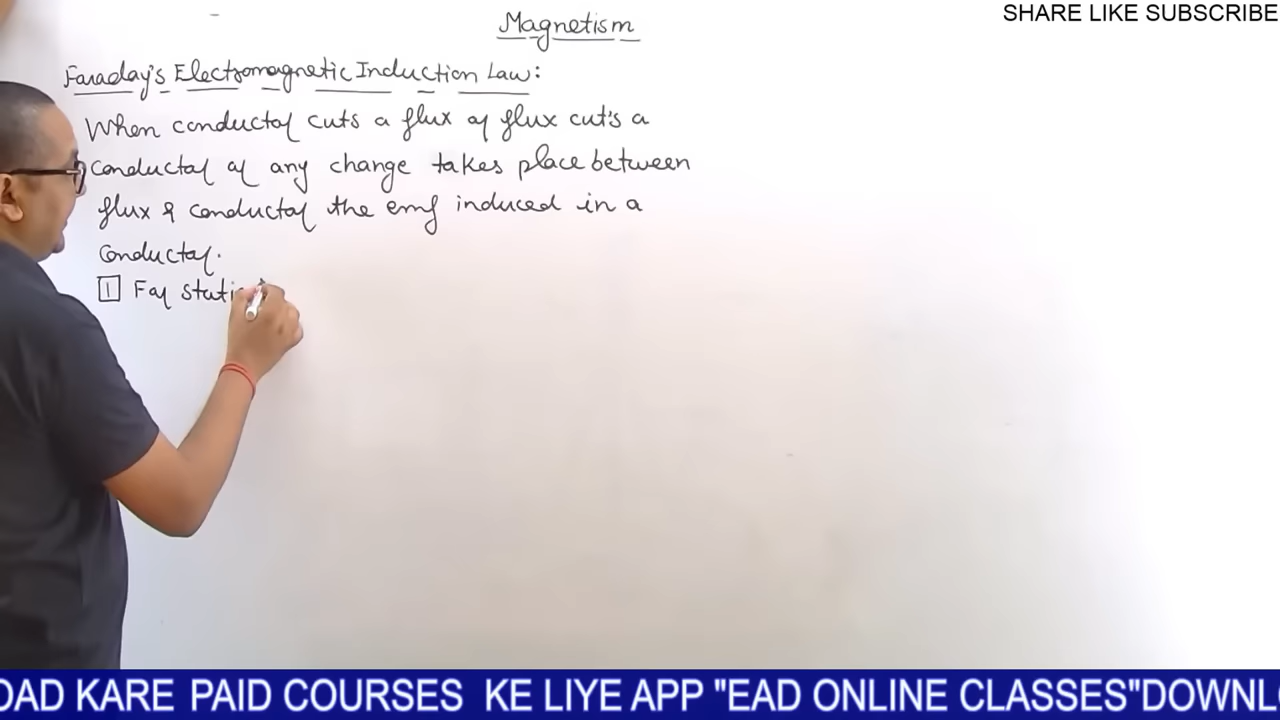 SHARE LIKE SUBSCRIBE
Magnetism
Faraday's Electromagnetic Induction Law:
When conductor cuts a flux or flux cut's a
conductor or any change takes place between
flux & conductor the emf induced in a
conductor.
1 For stati
OAD KARE PAID COURSES KE LIYE APP "EAD ONLINE CLASSES"DOWNL